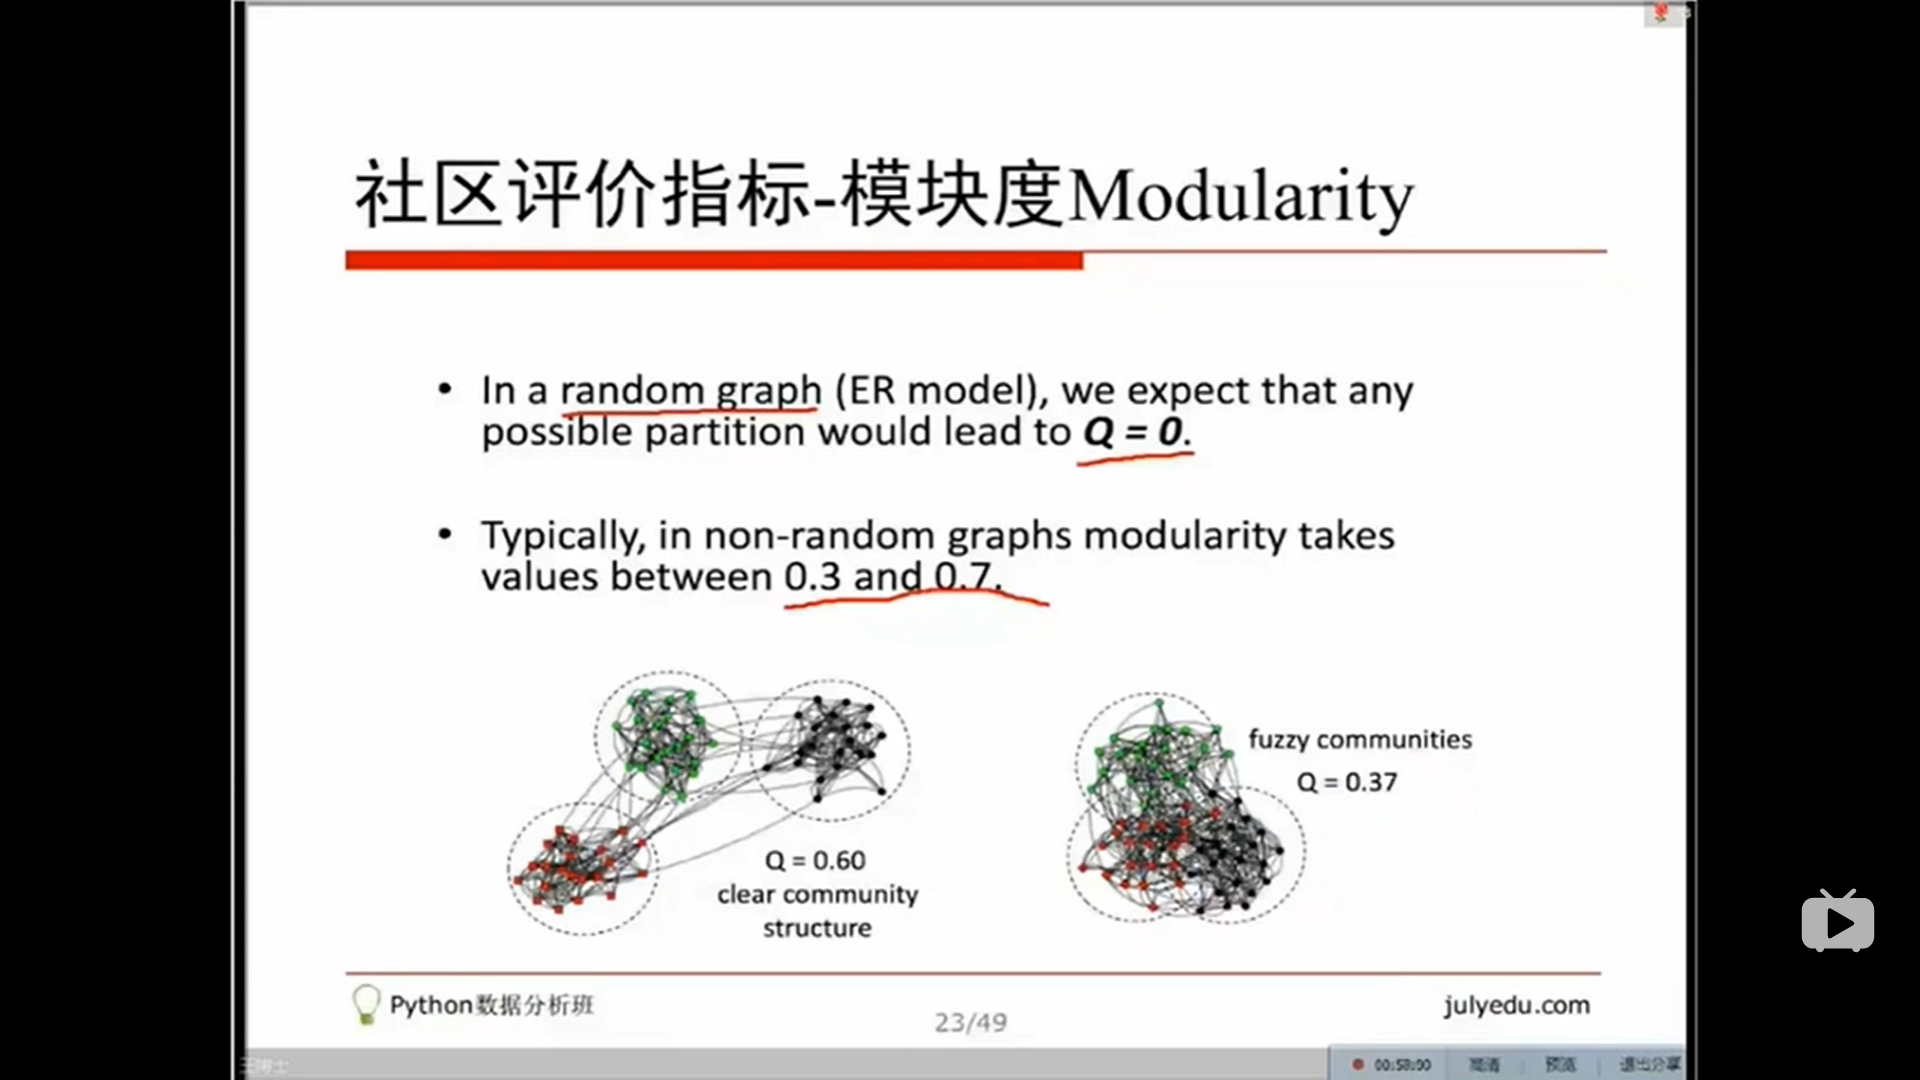 社区评价指标-模块度Modularity
• In a random graph (ER model), we expect that any
possible partition would lead to Q = 0.
• Typically, in non-random graphs modularity takes
values between 0.3 and 0.7.
fuzzy communities
Q = 0.37
Q = 0.60
clear community
structure
Python数据分析班
julyedu.com
23/49
00:58:00
高清
预览
退出分享